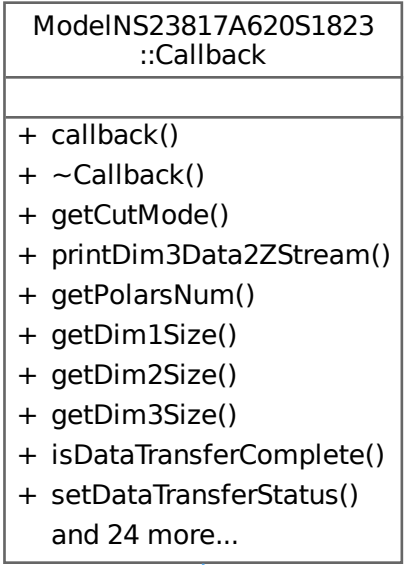 ModelNS23817A620S1823
::Callback
+ callback()
+ ~Callback()
+ getCutMode()
+ printDim3Data2ZStream()
+ getPolarsNum()
+ getDim1Size()
+ getDim2Size()
+ getDim3Size()
+ isDataTransferComplete()
+ setDataTransferStatus()
and 24 more...